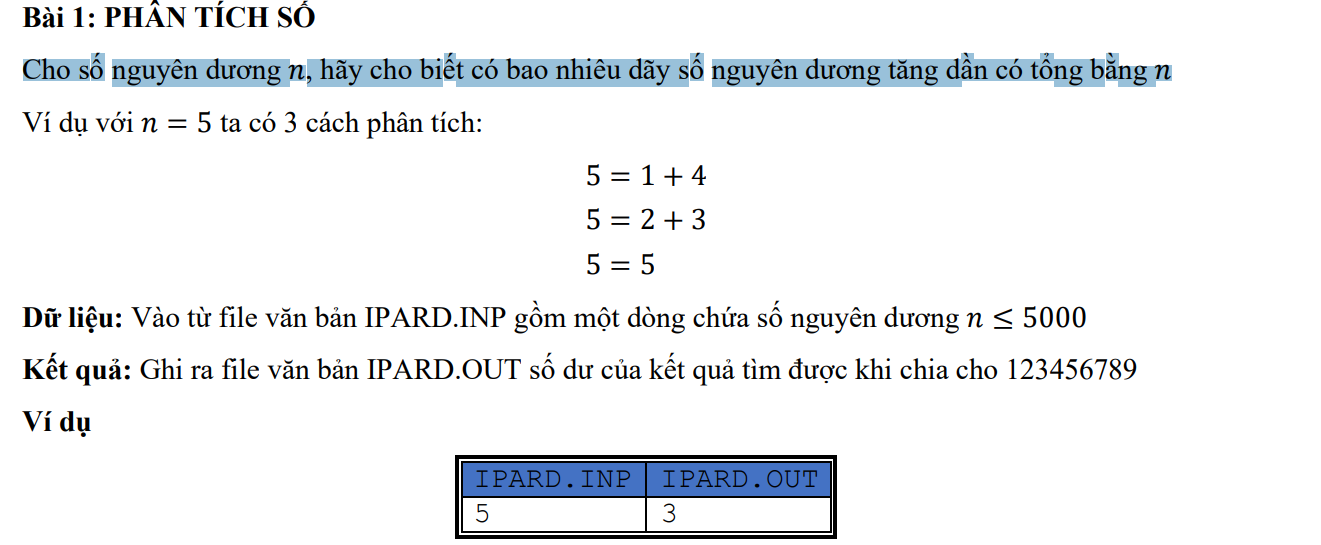 Bài 1: PHÂN TÍCH SỐ
Cho số nguyên dương n, hãy cho biết có bao nhiêu dãy số nguyên dương tăng dần có tổng bằng n
Ví dụ với n = 5 ta có 3 cách phân tích:
5 = 1 + 4
5 = 2 + 3
5 = 5
Dữ liệu: Vào từ file văn bản IPARD.INP gồm một dòng chứa số nguyên dương n ≤ 5000
Kết quả: Ghi ra file văn bản IPARD.OUT số dư của kết quả tìm được khi chia cho 123456789
Ví dụ
IPARD.INP IPARD.OUT
5 3